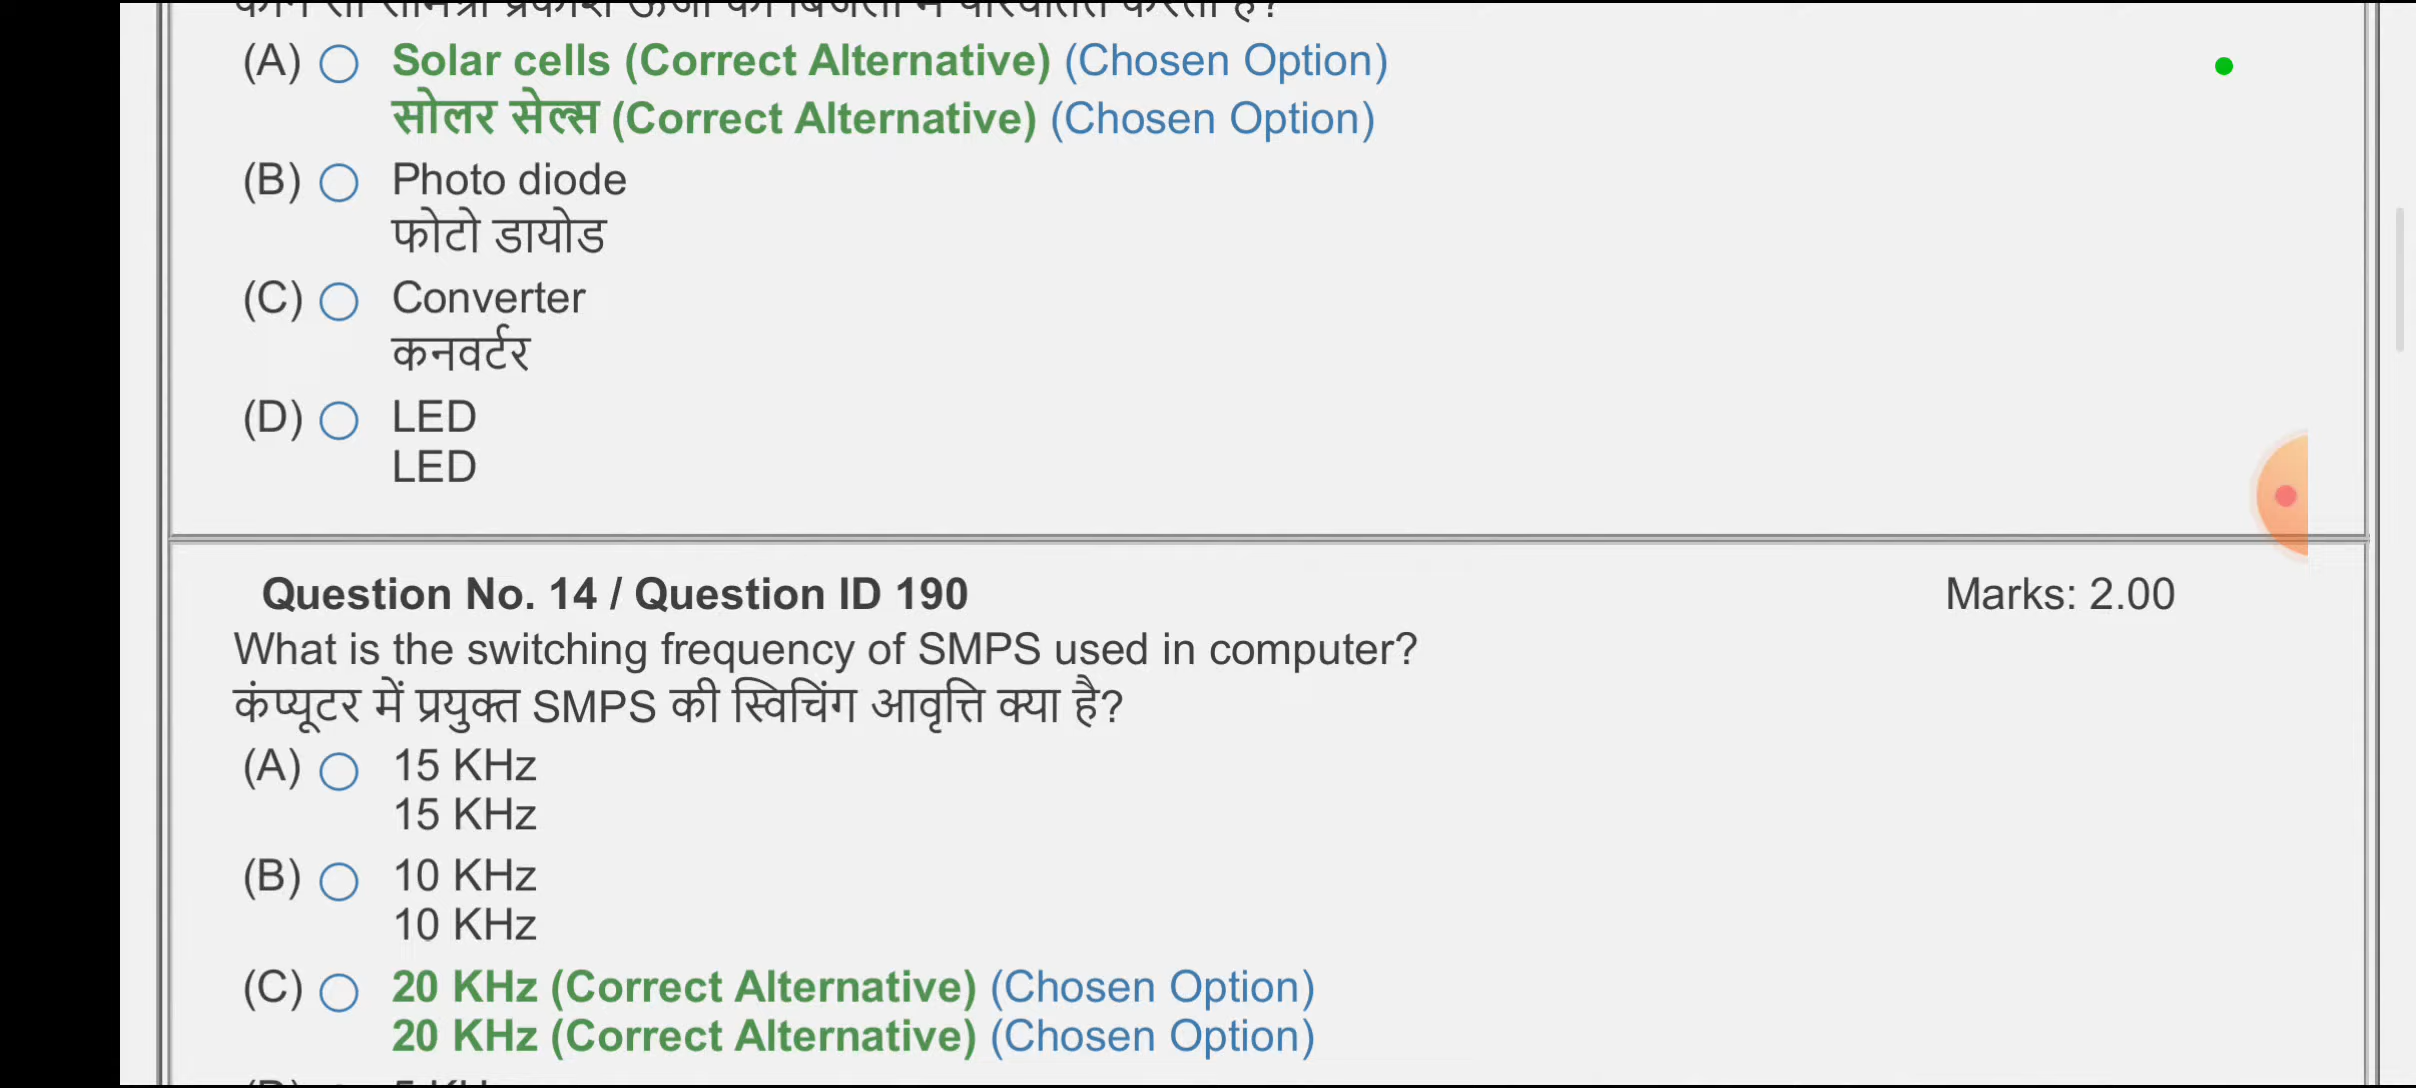 (A) Solar cells (Correct Alternative) (Chosen Option)
सोलर सेल्स (Correct Alternative) (Chosen Option)
(B) Photo diode
फोटो डायोड
(C) Converter
कनवर्टर
(D) LED
LED
Question No. 14 / Question ID 190 Marks: 2.00
What is the switching frequency of SMPS used in computer?
कंप्यूटर में प्रयुक्त SMPS की स्विचिंग आवृत्ति क्या है?
(A) 15 KHz
15 KHz
(B) 10 KHz
10 KHz
(C) 20 KHz (Correct Alternative) (Chosen Option)
20 KHz (Correct Alternative) (Chosen Option)